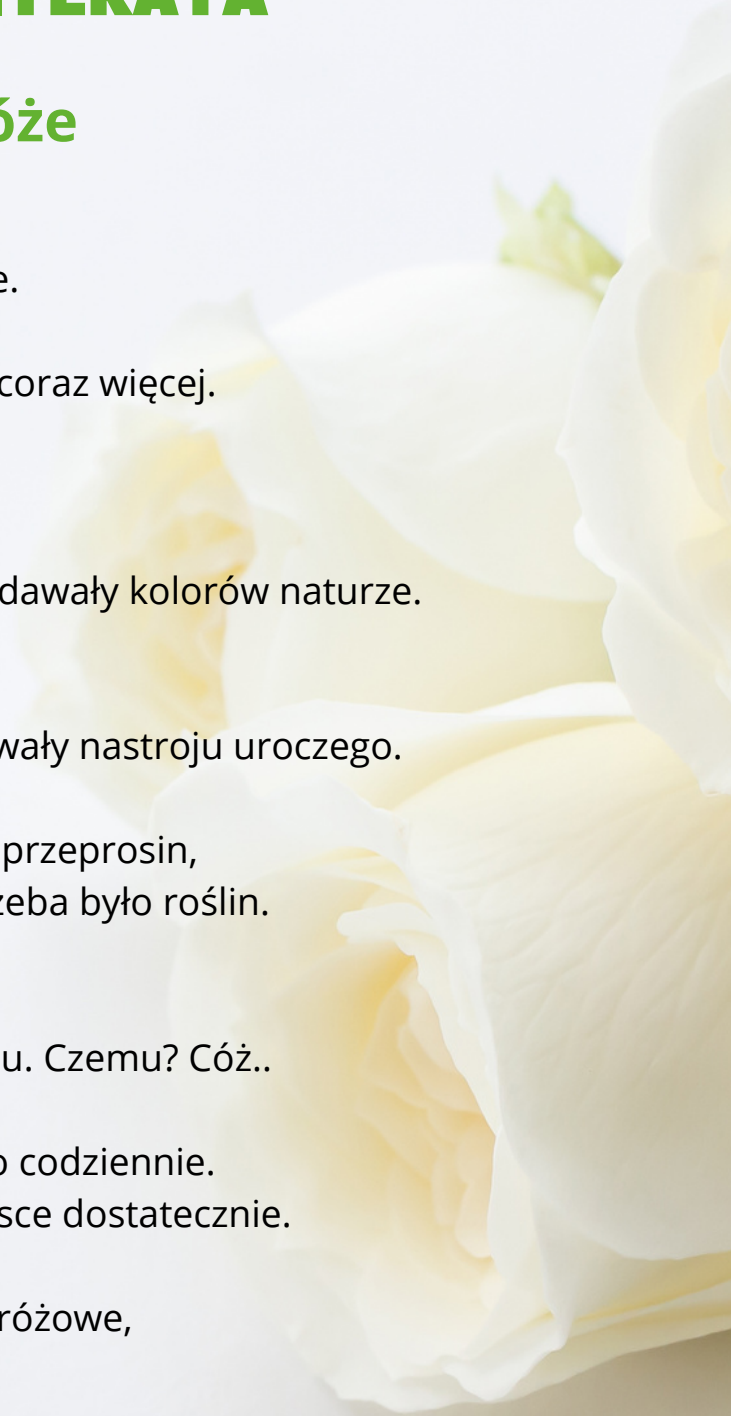 óże
e.
coraz więcej.
dawały kolorów naturze.
wały nastroju uroczego.
przeprosin,
zeba było roślin.
u. Czemu? Cóż..
o codziennie.
sce dostatecznie.
różowe,